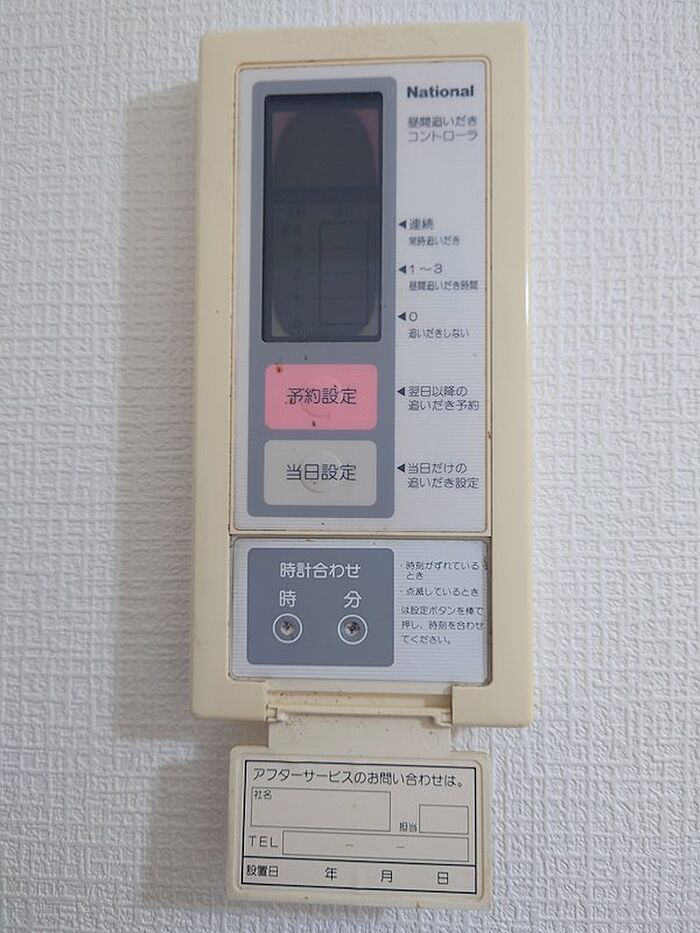 National
昼間追いだき
コントローラ
連続
常時追いだき
1〜3
昼間追いだき時間
0
追いだきしない
予約設定
翌日以降の
追いだき予約
当日設定
当日だけの
追いだき設定
時計合わせ
時 分
・時刻がずれている
とき
・点滅しているとき
は設定ボタンを棒で
押し、時刻を合わせ
てください。
アフターサービスのお問い合わせは。
社名
担当
TEL - -
設置日 年 月 日